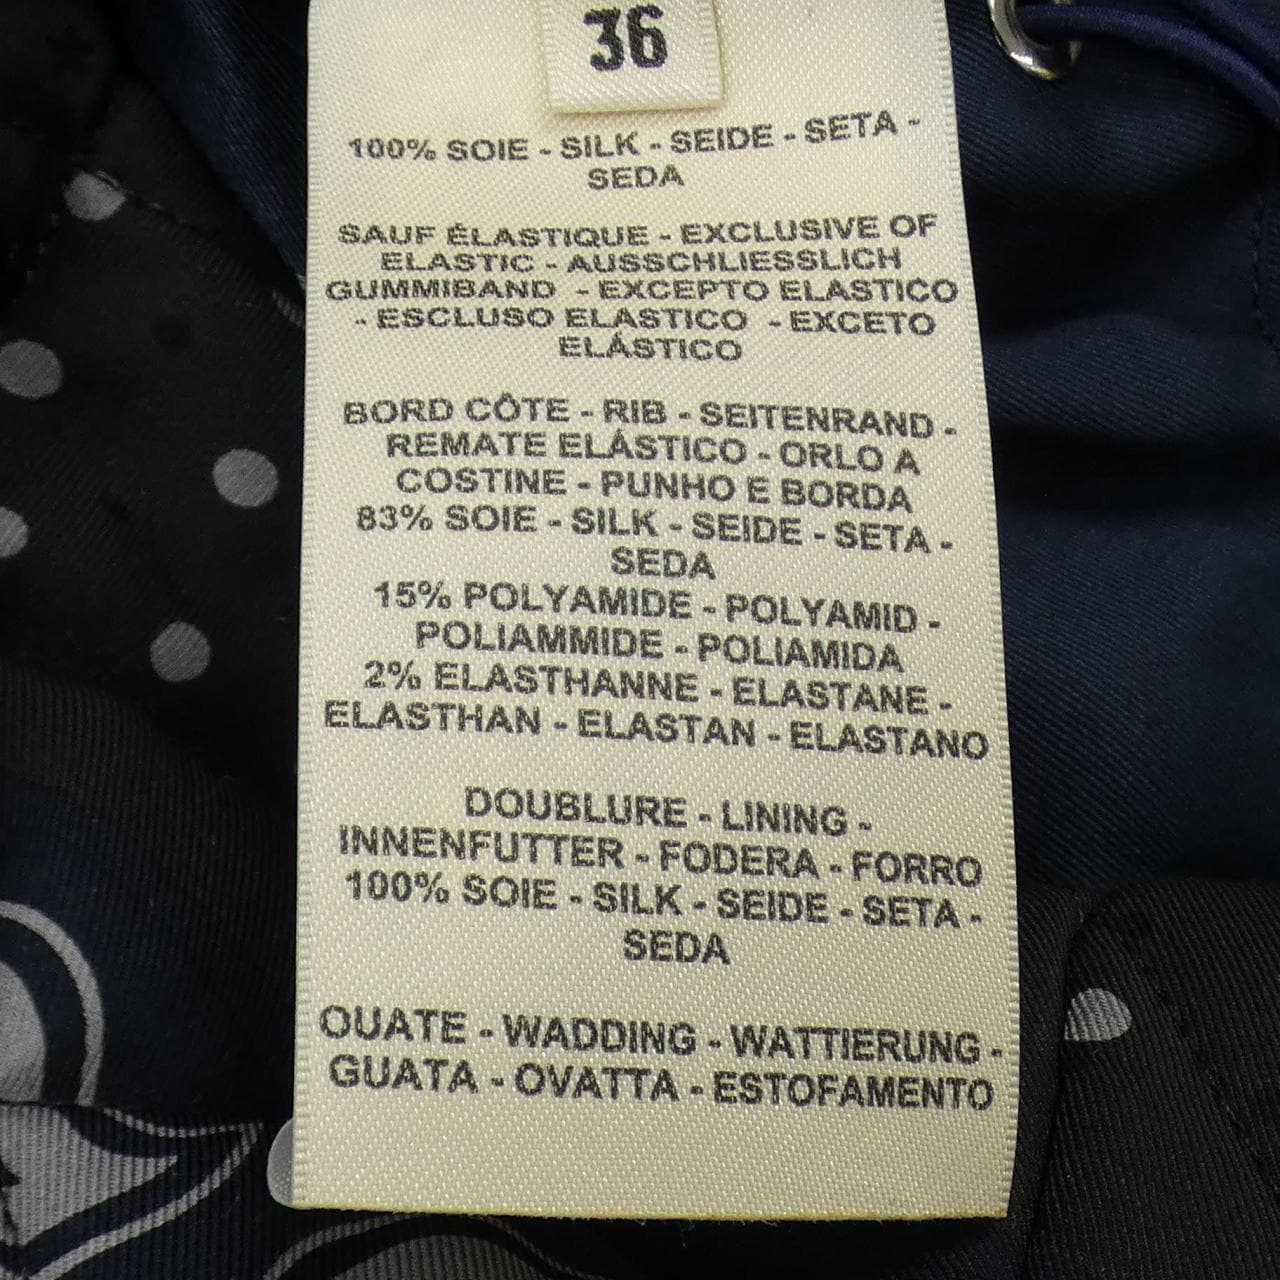 36
100% SOIE - SILK - SEIDE - SETA -
SEDA
SAUF ÉLASTIQUE - EXCLUSIVE OF
ELASTIC - AUSSCHLIESSLICH
GUMMIBAND - EXCEPTO ELASTICO
- ESCLUSO ELASTICO - EXCETO
ELÁSTICO
BORD CÔTE - RIB - SEITENRAND -
REMATE ELÁSTICO - ORLO A
COSTINE - PUNHO E BORDA
83% SOIE - SILK - SEIDE - SETA -
SEDA
15% POLYAMIDE - POLYAMID -
POLIAMMIDE - POLIAMIDA
2% ELASTHANNE - ELASTANE -
ELASTHAN - ELASTAN - ELASTANO
DOUBLURE - LINING -
INNENFUTTER - FODERA - FORRO
100% SOIE - SILK - SEIDE - SETA -
SEDA
OUATE - WADDING - WATTIERUNG -
GUATA - OVATTA - ESTOFAMENTO